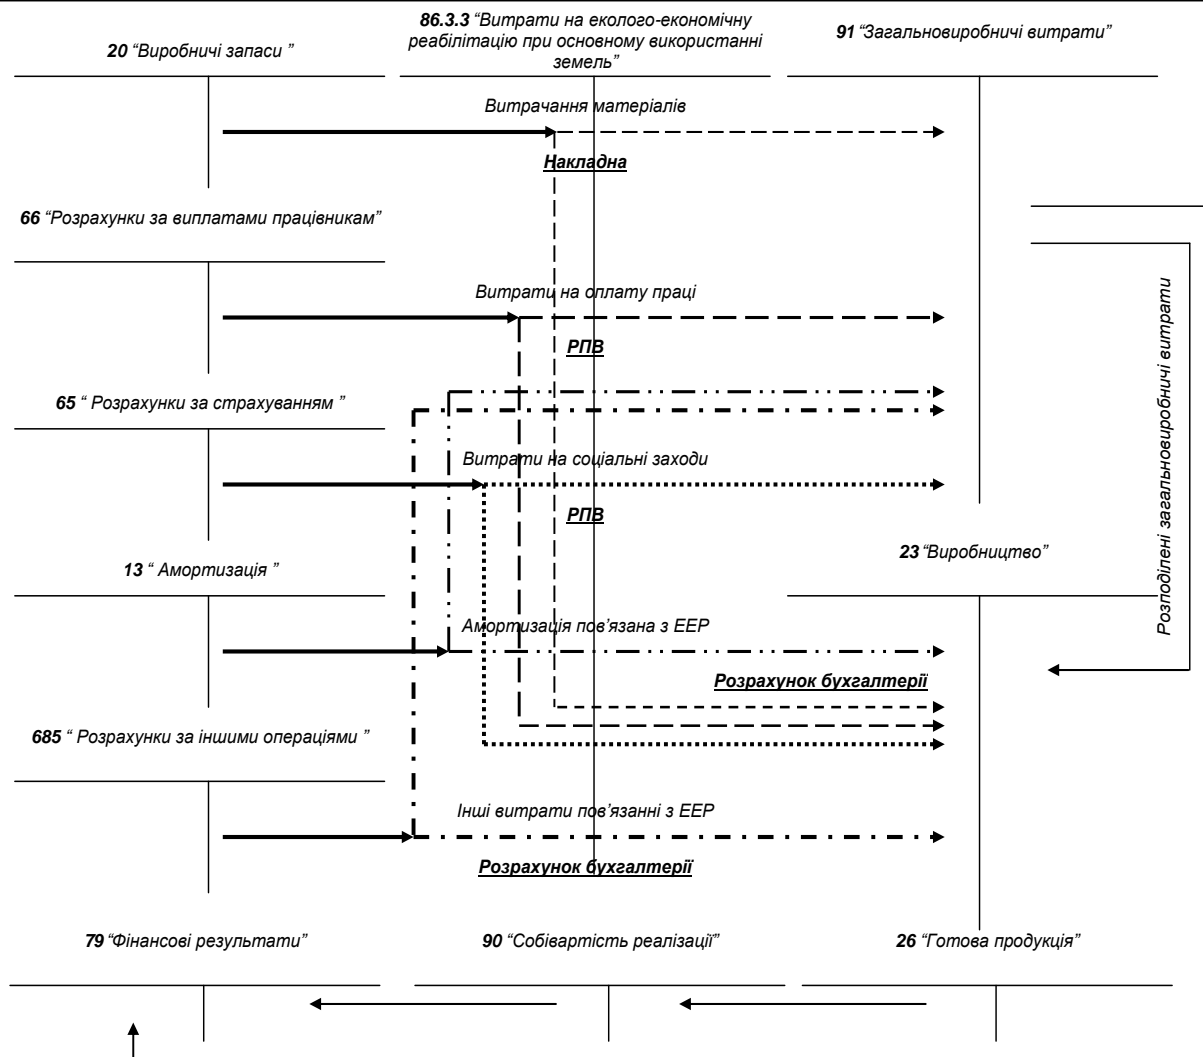 20 “Виробничі запаси ”
86.3.3 “Витрати на еколого-економічну
реабілітацію при основному використанні
земель”
91 “Загальновиробничі витрати”
Витрачання матеріалів
Накладна
66 “Розрахунки за виплатами працівникам”
Витрати на оплату праці
РПВ
65 “ Розрахунки за страхуванням ”
Витрати на соціальні заходи
РПВ
Розподілені загальновиробничі витрати
13 “ Амортизація ”
23 “Виробництво”
Амортизація пов’язана з ЕЕР
Розрахунок бухгалтерії
685 “ Розрахунки за іншими операціями ”
Інші витрати пов’язанні з ЕЕР
Розрахунок бухгалтерії
79 “Фінансові результати”
90 “Собівартість реалізації”
26 “Готова продукція”